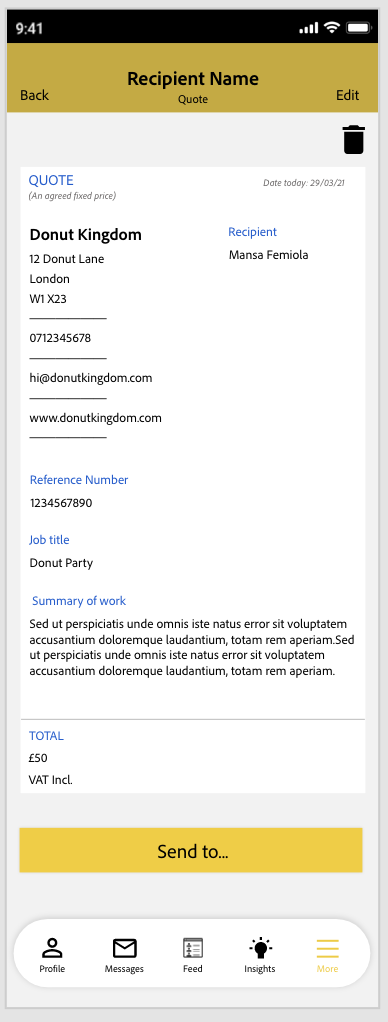 9:41
Recipient Name
Back
Quote
Edit
QUOTE
Date today: 29/03/21
(An agreed fixed price)
Donut Kingdom
Recipient
12 Donut Lane
Mansa Femiola
London
W1 X23
0712345678
hi@donutkingdom.com
www.donutkingdom.com
Reference Number
1234567890
Job title
Donut Party
Summary of work
Sed ut perspiciatis unde omnis iste natus error sit voluptatem
accusantium doloremque laudantium, totam rem aperiam.Sed
ut perspiciatis unde omnis iste natus error sit voluptatem
accusantium doloremque laudantium, totam rem aperiam.
TOTAL
£50
VAT Incl.
Send to...
Profile
Messages
Feed
Insights
More